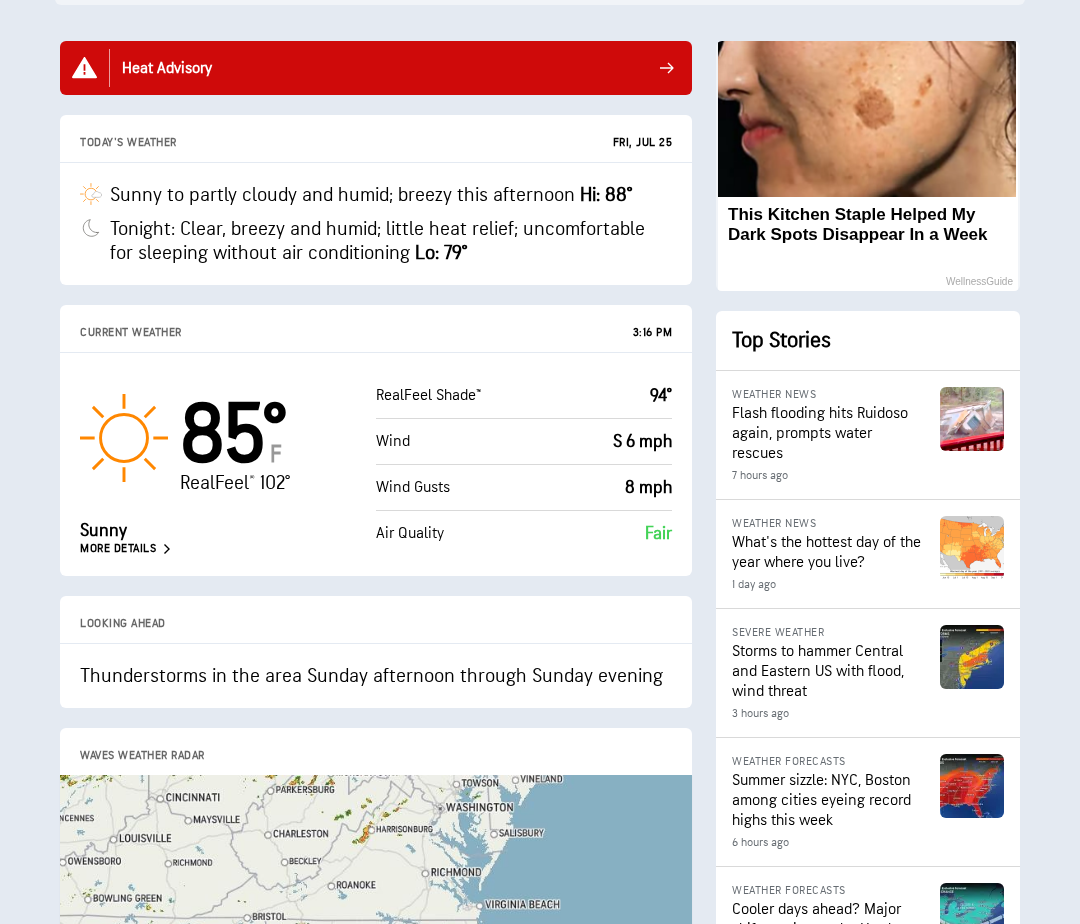 Heat Advisory
TODAY'S WEATHER
FRI, JUL 25
Sunny to partly cloudy and humid; breezy this afternoon Hi: 88°
Tonight: Clear, breezy and humid; little heat relief; uncomfortable
for sleeping without air conditioning Lo: 79°
CURRENT WEATHER
3:16 PM
85° F
RealFeel® 102°
Sunny
MORE DETAILS
RealFeel Shade™ 94°
Wind S 6 mph
Wind Gusts 8 mph
Air Quality Fair
LOOKING AHEAD
Thunderstorms in the area Sunday afternoon through Sunday evening
WAVES WEATHER RADAR
VINELAND
TOWSON
PARKERSBURG
CINCINNATI
WASHINGTON
MAYSVILLE
HARRISONBURG
SALISBURY
CHARLESTON
LOUISVILLE
OWENSBORO
RICHMOND
BECKLEY
RICHMOND
ROANOKE
BOWLING GREEN
VIRGINIA BEACH
BRISTOL
This Kitchen Staple Helped My
Dark Spots Disappear In a Week
WellnessGuide
Top Stories
WEATHER NEWS
Flash flooding hits Ruidoso
again, prompts water
rescues
7 hours ago
WEATHER NEWS
What's the hottest day of the
year where you live?
1 day ago
SEVERE WEATHER
Storms to hammer Central
and Eastern US with flood,
wind threat
3 hours ago
WEATHER FORECASTS
Summer sizzle: NYC, Boston
among cities eyeing record
highs this week
6 hours ago
WEATHER FORECASTS
Cooler days ahead? Major